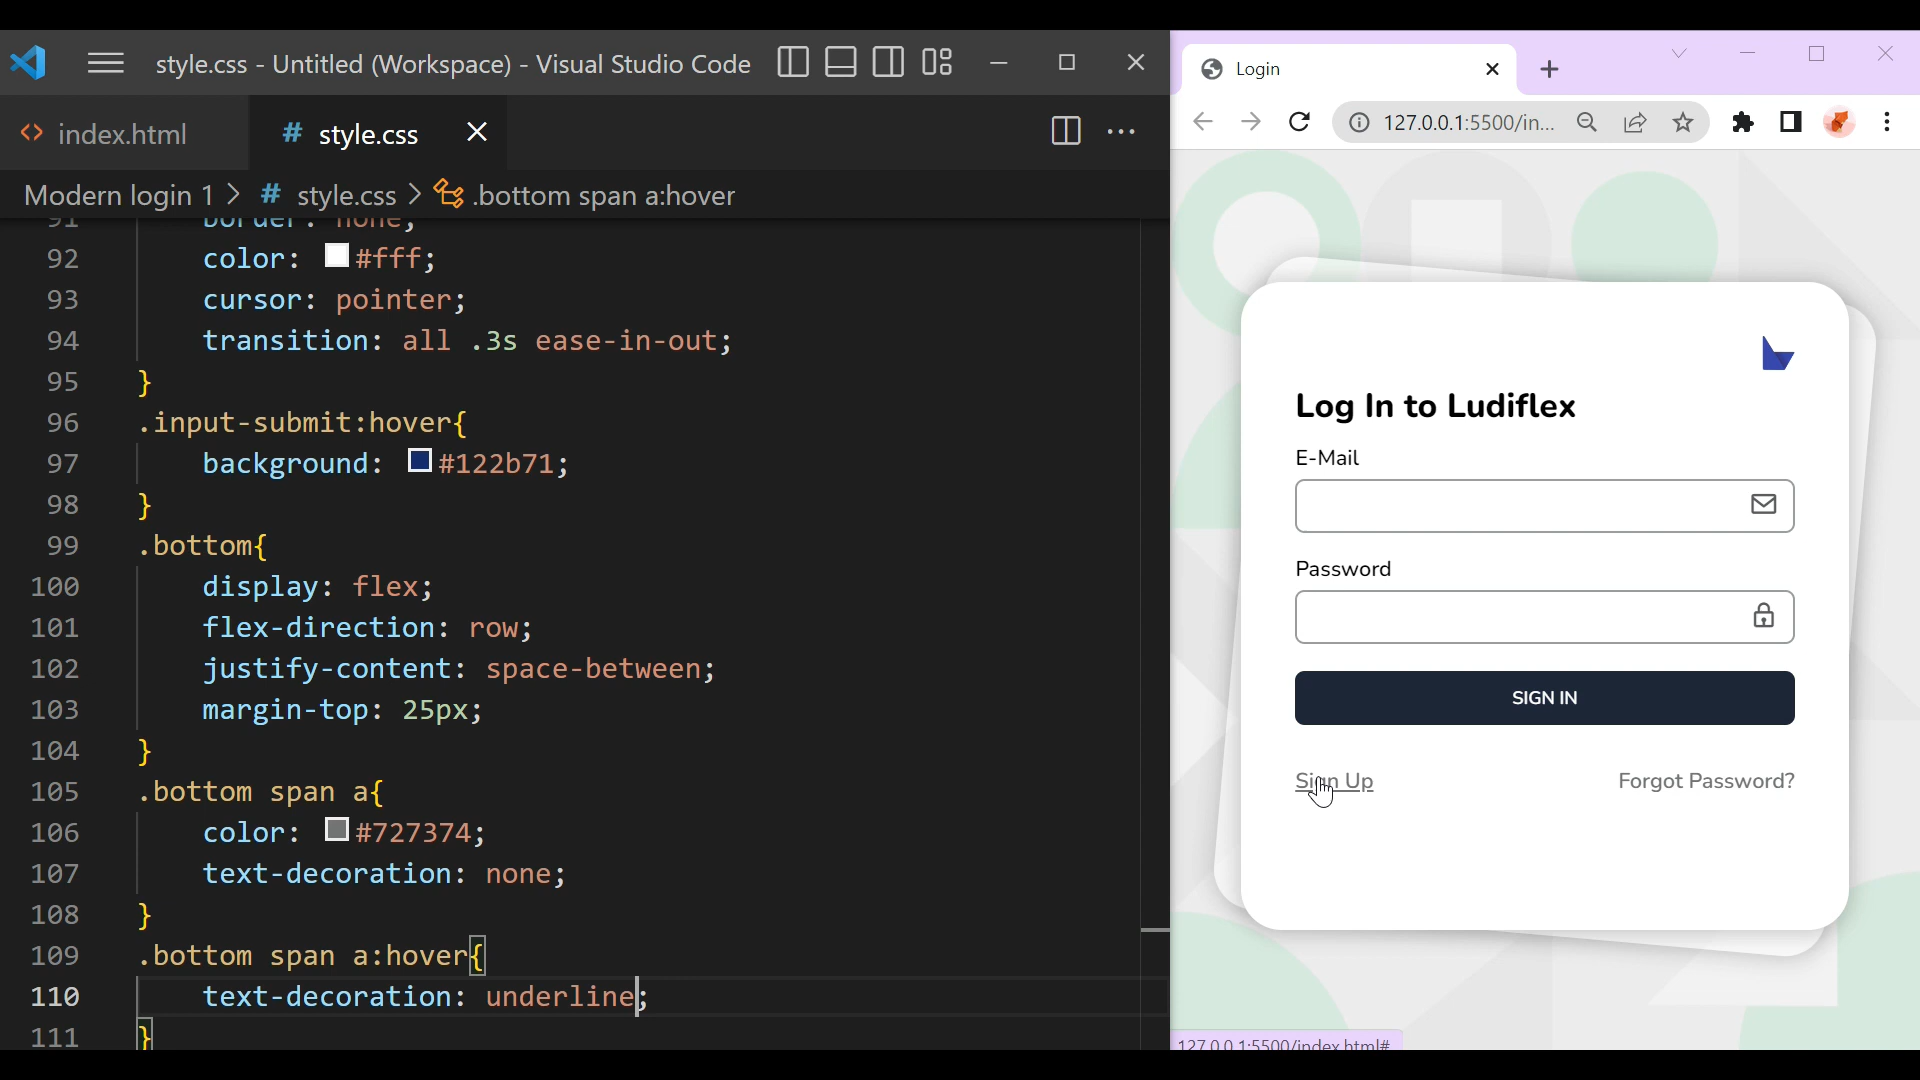 style.css - Untitled (Workspace) - Visual Studio Code
index.html
# style.css
Modern login 1 > # style.css > .bottom span a:hover
91 border: none;
92 color: #fff;
93 cursor: pointer;
94 transition: all .3s ease-in-out;
95 }
96 .input-submit:hover{
97 background: #122b71;
98 }
99 .bottom{
100 display: flex;
101 flex-direction: row;
102 justify-content: space-between;
103 margin-top: 25px;
104 }
105 .bottom span a{
106 color: #727374;
107 text-decoration: none;
108 }
109 .bottom span a:hover{
110 text-decoration: underline;
111 }
Login
127.0.0.1:5500/in...
Log In to Ludiflex
E-Mail
Password
SIGN IN
Sign Up Forgot Password?
127.0.0.1:5500/index.html#